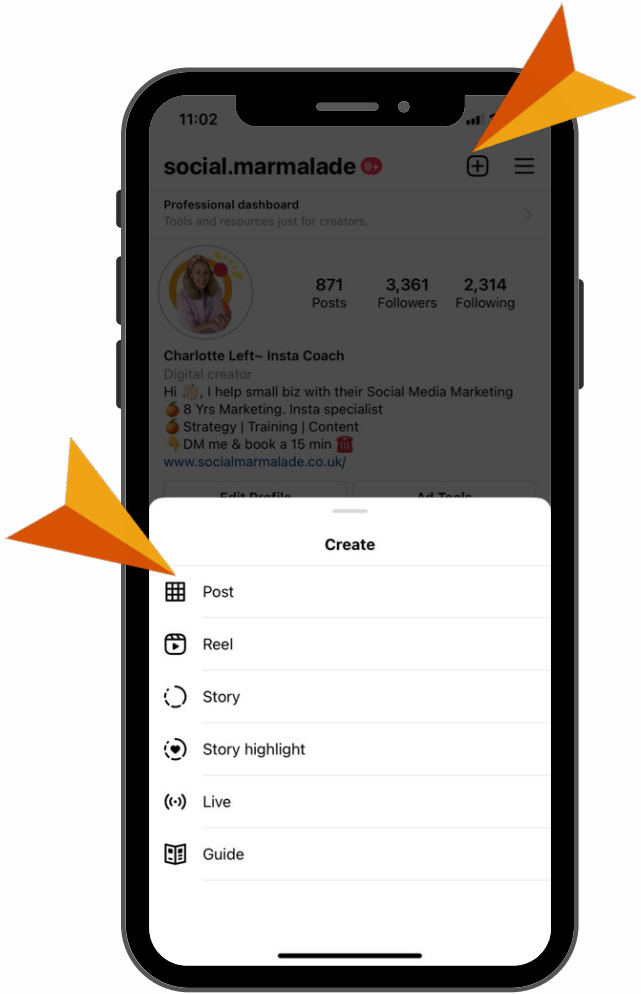 11:02
social.marmalade 9+
Professional dashboard
Tools and resources just for creators.
871 3,361 2,314
Posts Followers Following
Charlotte Left~ Insta Coach
Digital creator
Hi 👋🏻, I help small biz with their Social Media Marketing
🍊 8 Yrs Marketing. Insta specialist
🍊 Strategy | Training | Content
👇 DM me & book a 15 min ☎️
www.socialmarmalade.co.uk/
Edit Profile Ad Tools
Create
Post
Reel
Story
Story highlight
Live
Guide